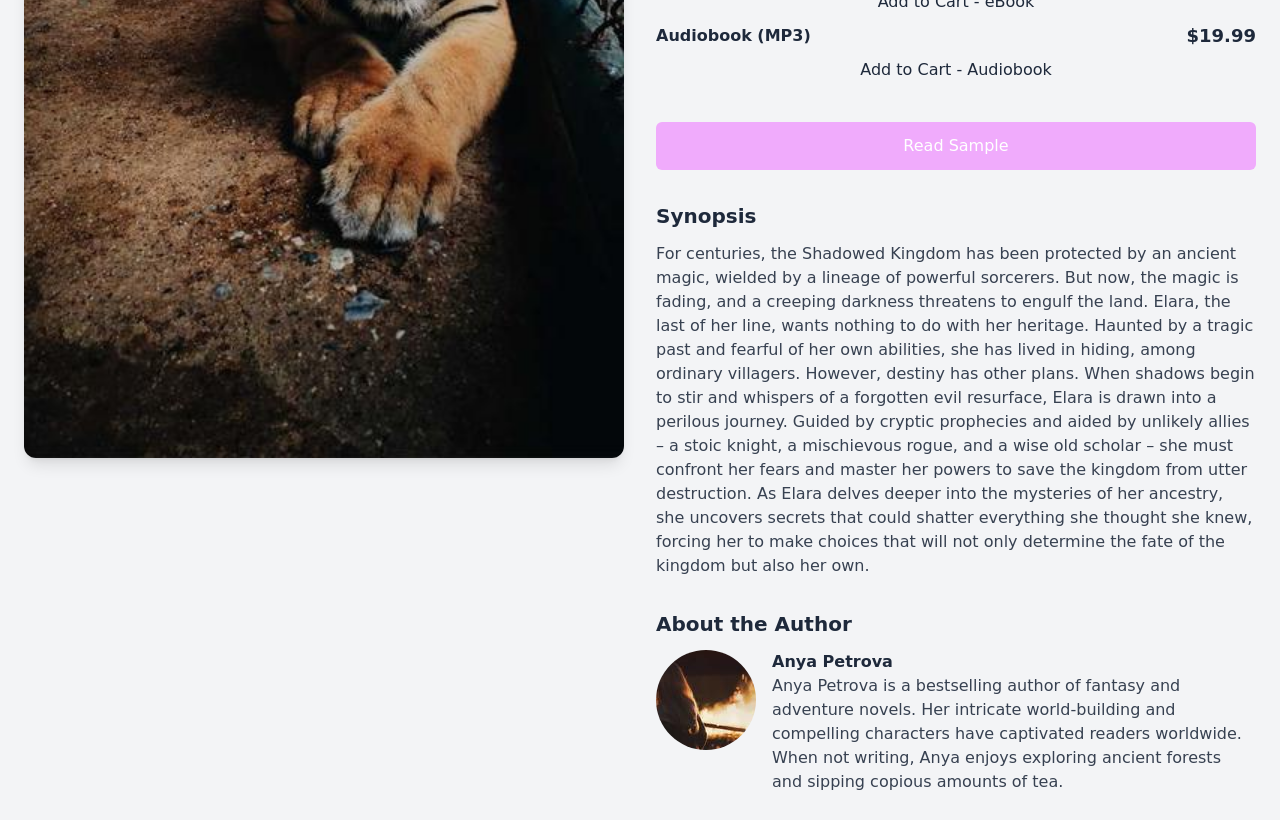 Add to Cart - eBook
Audiobook (MP3) $19.99
Add to Cart - Audiobook
Read Sample
Synopsis
For centuries, the Shadowed Kingdom has been protected by an ancient
magic, wielded by a lineage of powerful sorcerers. But now, the magic is
fading, and a creeping darkness threatens to engulf the land. Elara, the
last of her line, wants nothing to do with her heritage. Haunted by a tragic
past and fearful of her own abilities, she has lived in hiding, among
ordinary villagers. However, destiny has other plans. When shadows begin
to stir and whispers of a forgotten evil resurface, Elara is drawn into a
perilous journey. Guided by cryptic prophecies and aided by unlikely allies
– a stoic knight, a mischievous rogue, and a wise old scholar – she must
confront her fears and master her powers to save the kingdom from utter
destruction. As Elara delves deeper into the mysteries of her ancestry,
she uncovers secrets that could shatter everything she thought she knew,
forcing her to make choices that will not only determine the fate of the
kingdom but also her own.
About the Author
Anya Petrova
Anya Petrova is a bestselling author of fantasy and
adventure novels. Her intricate world-building and
compelling characters have captivated readers worldwide.
When not writing, Anya enjoys exploring ancient forests
and sipping copious amounts of tea.